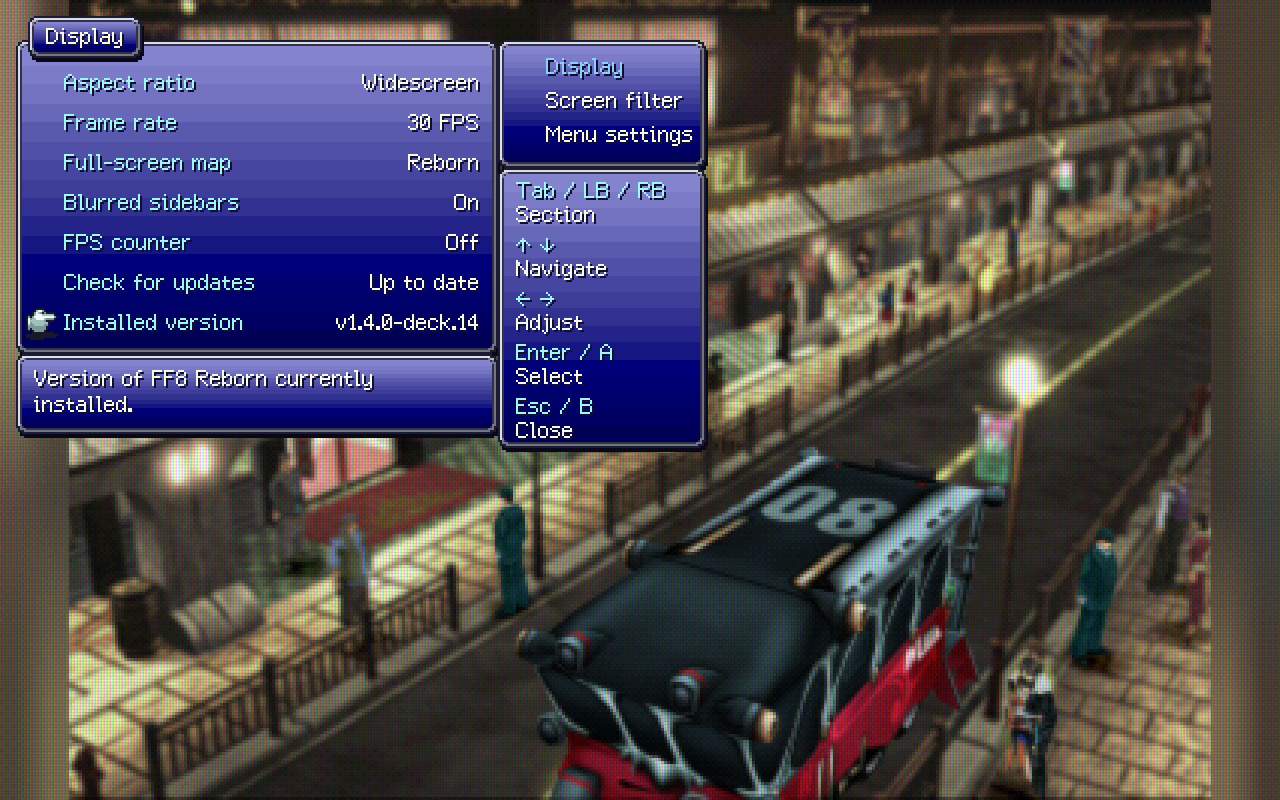 Display
Aspect ratio Widescreen
Frame rate 30 FPS
Full-screen map Reborn
Blurred sidebars On
FPS counter Off
Check for updates Up to date
Installed version v1.4.0-deck.14
Version of FF8 Reborn currently
installed.
Display
Screen filter
Menu settings
Tab / LB / RB
Section
↑ ↓
Navigate
← →
Adjust
Enter / A
Select
Esc / B
Close
EL
08